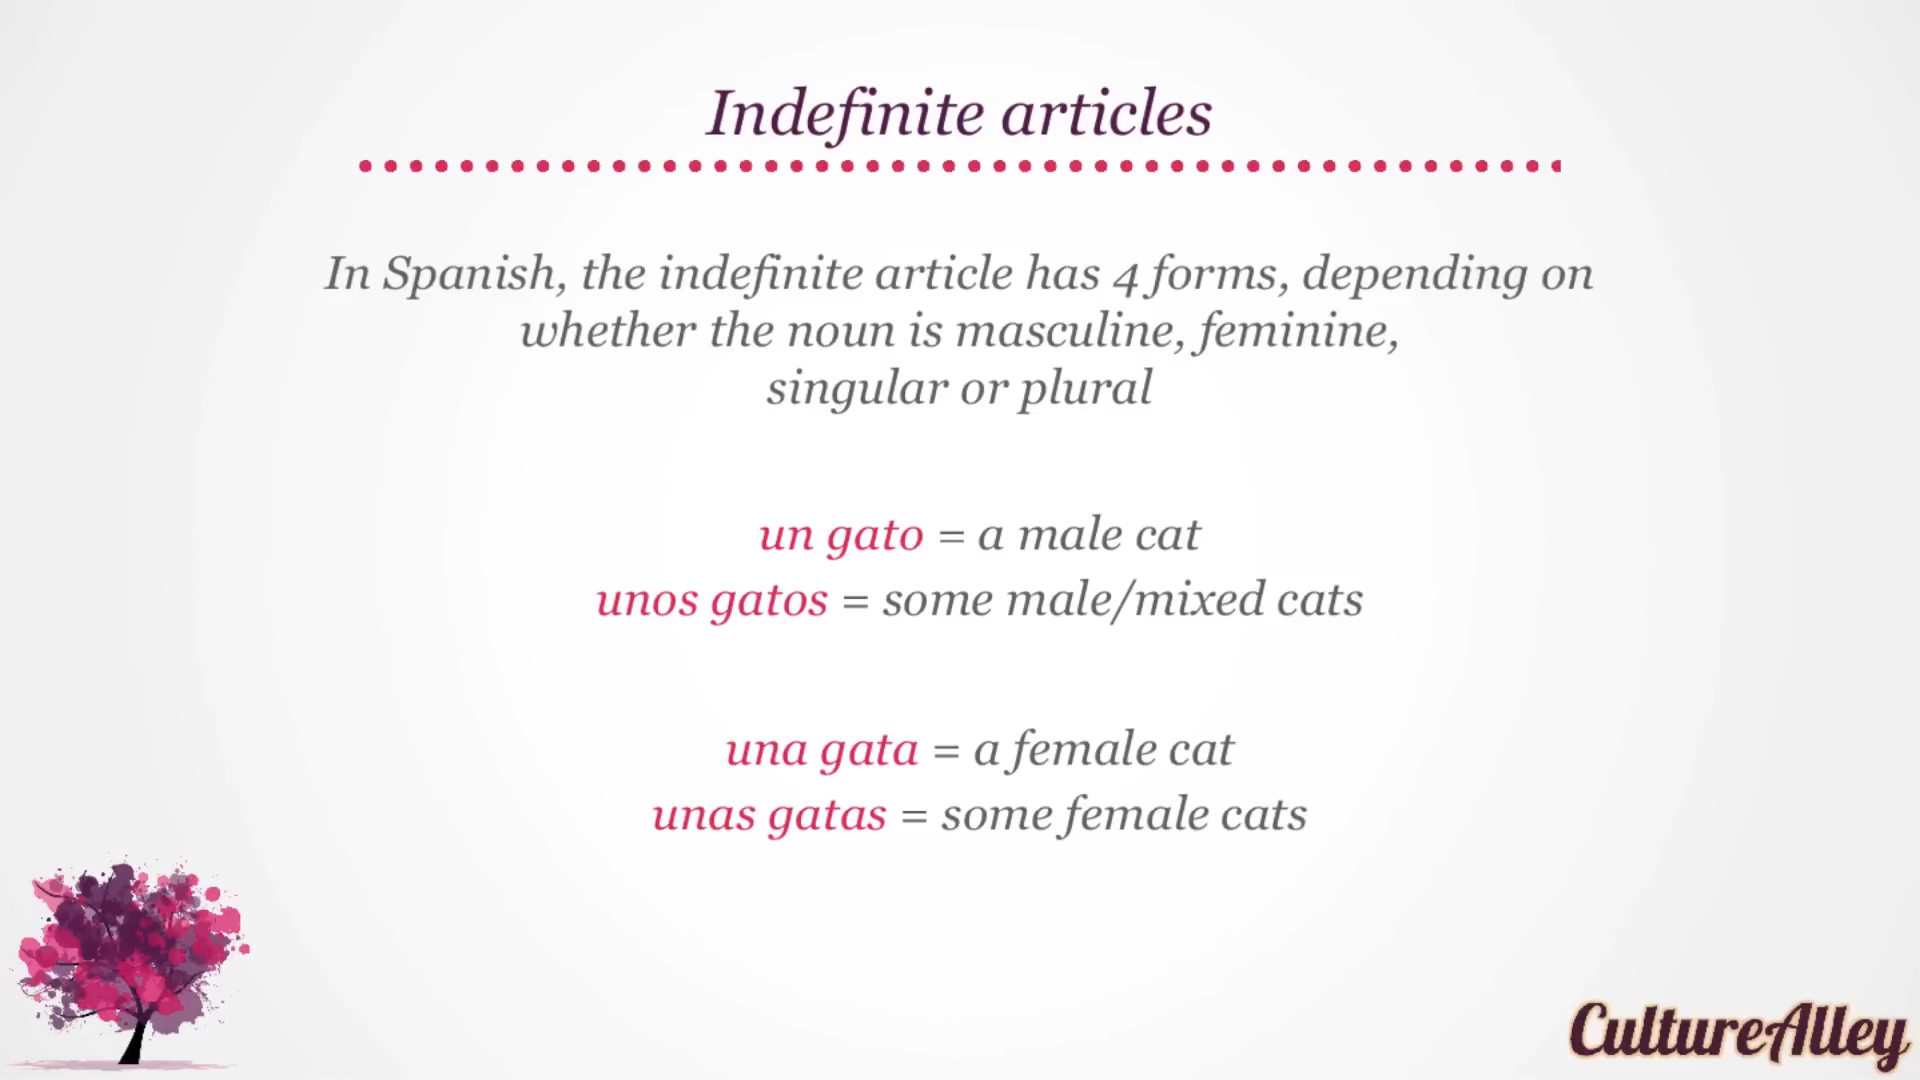 Indefinite articles
In Spanish, the indefinite article has 4 forms, depending on
whether the noun is masculine, feminine,
singular or plural
un gato = a male cat
unos gatos = some male/mixed cats
una gata = a female cat
unas gatas = some female cats
CultureAlley